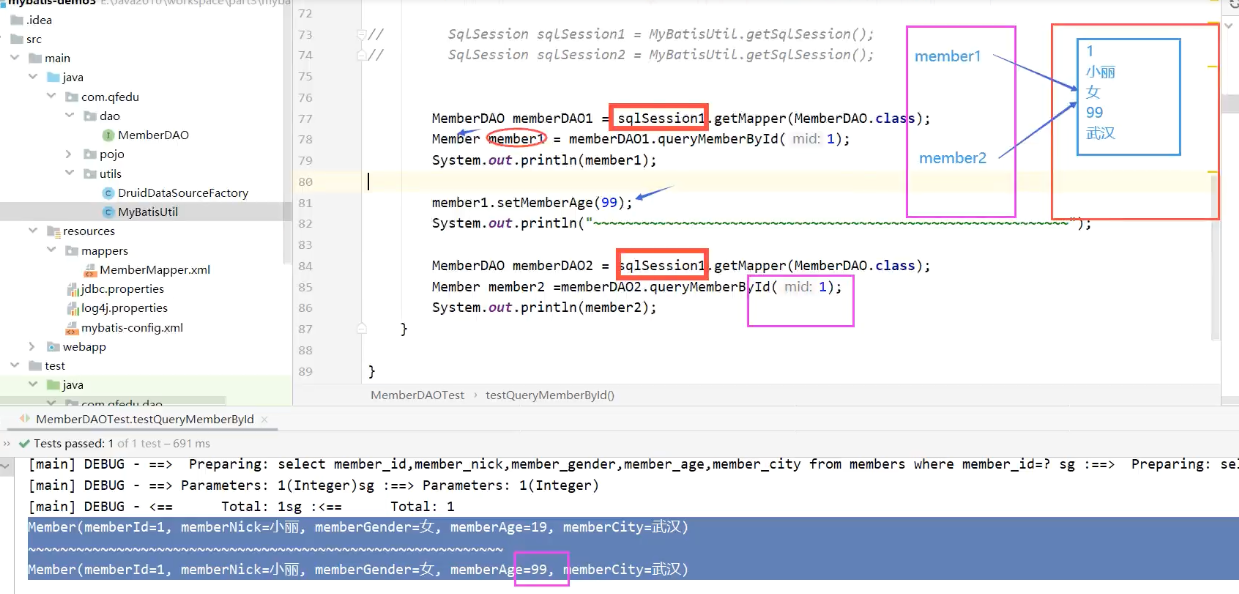 mybatis-demo3 E:\Java2010\workspace\part3\myba
.idea
src
main
java
com.qfedu
dao
MemberDAO
pojo
utils
DruidDataSourceFactory
MyBatisUtil
resources
mappers
MemberMapper.xml
jdbc.properties
log4j.properties
mybatis-config.xml
webapp
test
java
com.qfedu.dao
72
73 // SqlSession sqlSession1 = MyBatisUtil.getSqlSession();
74 // SqlSession sqlSession2 = MyBatisUtil.getSqlSession();
75
76
77 MemberDAO memberDAO1 = sqlSession1.getMapper(MemberDAO.class);
78 Member member1 = memberDAO1.queryMemberById( mid: 1);
79 System.out.println(member1);
80
81 member1.setMemberAge(99);
82 System.out.println("~~~~~~~~~~~~~~~~~~~~~~~~~~~~~~~~~~~~~~~~~~~~~~~~~~~~~~~~~~~");
83
84 MemberDAO memberDAO2 = sqlSession1.getMapper(MemberDAO.class);
85 Member member2 =memberDAO2.queryMemberById( mid: 1);
86 System.out.println(member2);
87 }
88
89 }
member1
member2
1
小丽
女
99
武汉
MemberDAOTest › testQueryMemberById()
MemberDAOTest.testQueryMemberById ×
›› Tests passed: 1 of 1 test – 691 ms
[main] DEBUG - ==>  Preparing: select member_id,member_nick,member_gender,member_age,member_city from members where member_id=? sg :==>  Preparing: sel
[main] DEBUG - ==> Parameters: 1(Integer)sg :==> Parameters: 1(Integer)
[main] DEBUG - <==      Total: 1sg :<==      Total: 1
Member(memberId=1, memberNick=小丽, memberGender=女, memberAge=19, memberCity=武汉)
~~~~~~~~~~~~~~~~~~~~~~~~~~~~~~~~~~~~~~~~~~~~~~~~~~~~~~~~~~~
Member(memberId=1, memberNick=小丽, memberGender=女, memberAge=99, memberCity=武汉)